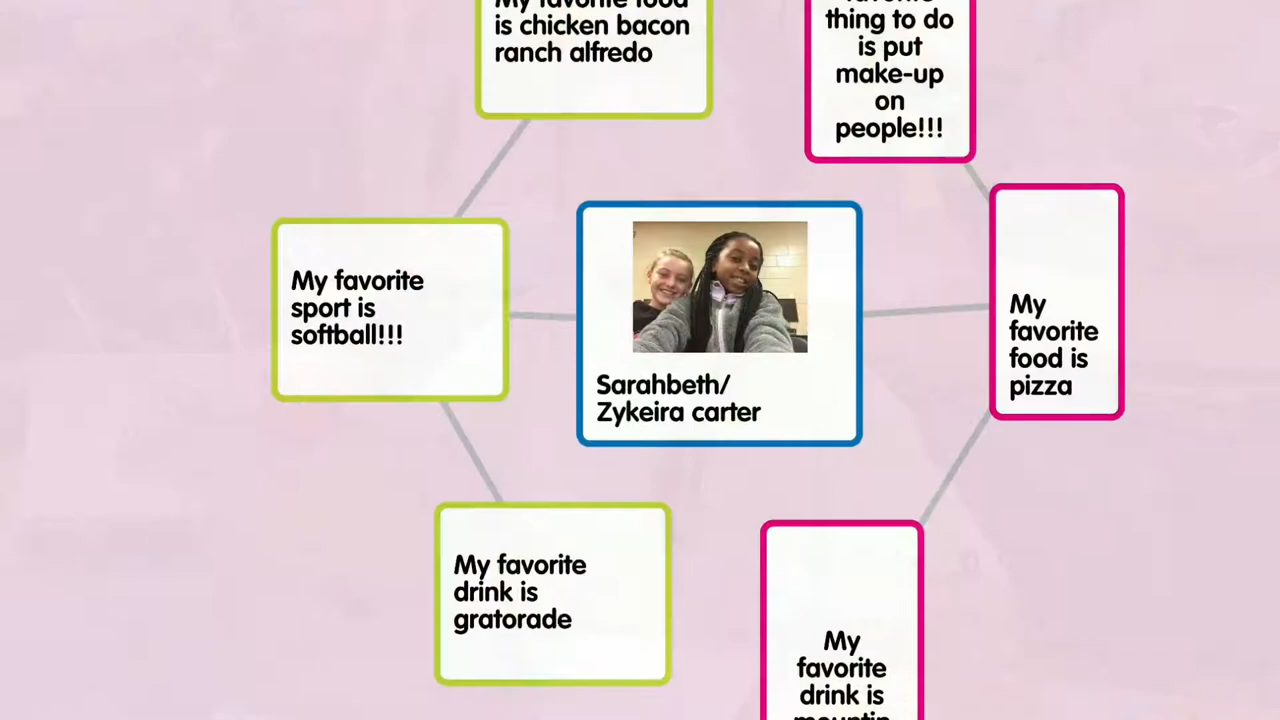 My favorite food
is chicken bacon
ranch alfredo
favorite
thing to do
is put
make-up
on
people!!!
My favorite
sport is
softball!!!
Sarahbeth/
Zykeira carter
My
favorite
food is
pizza
My favorite
drink is
gratorade
My
favorite
drink is
mountin